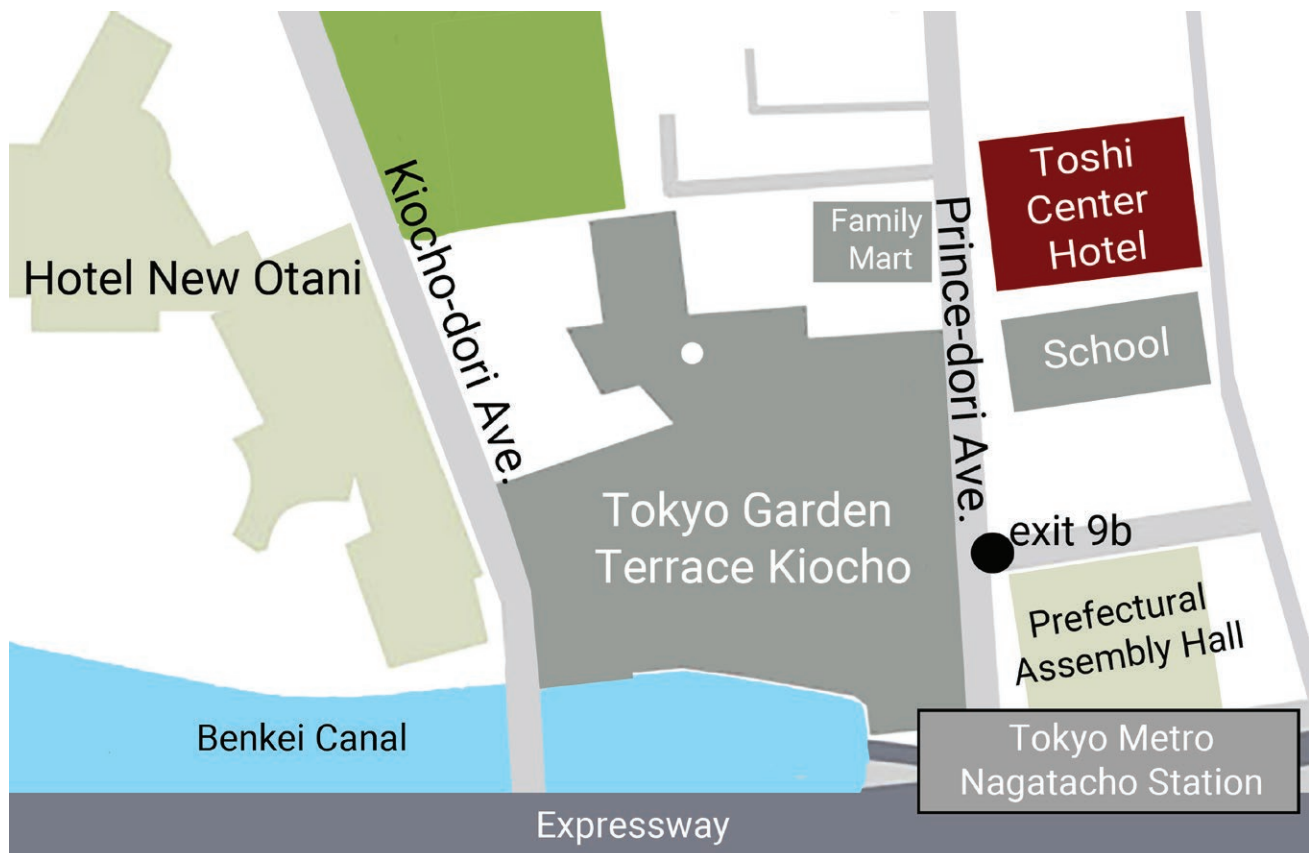 Toshi
Center
Hotel
Family
Mart
Kiocho-dori Ave.
Prince-dori Ave.
Hotel New Otani
School
Tokyo Garden
Terrace Kiocho
exit 9b
Prefectural
Assembly Hall
Benkei Canal
Tokyo Metro
Nagatacho Station
Expressway